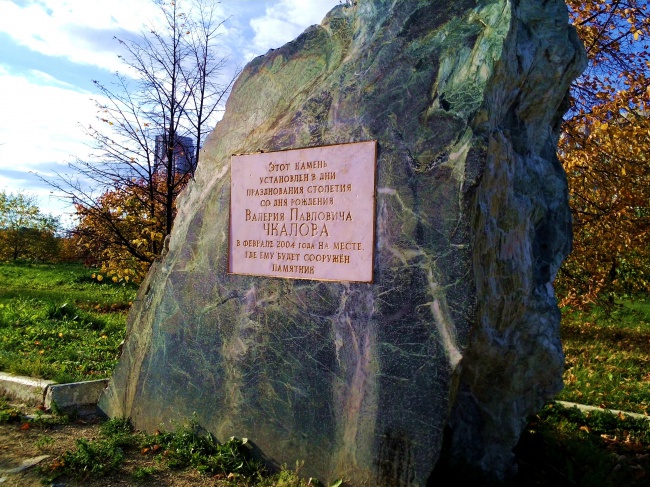 Этот камень
установлен в дни
празднования столетия
со дня рождения
Валерия Павловича
Чкалова
в феврале 2004 года на месте,
где ему будет сооружён
памятник